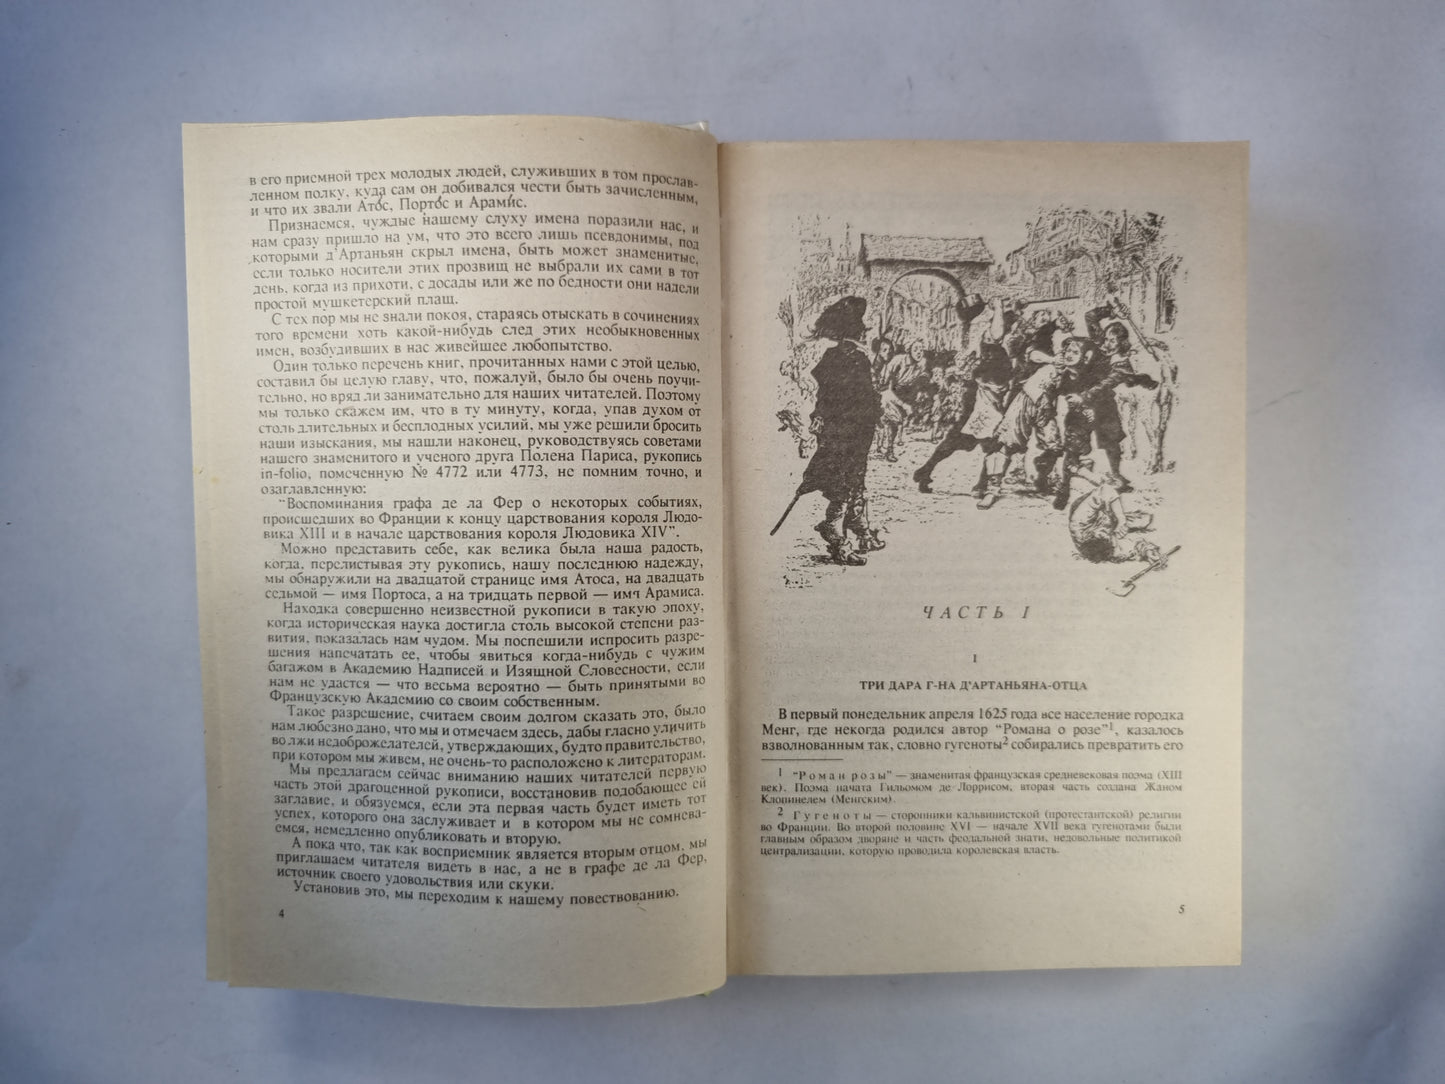 в его приемной трех молодых людей, служивших в том прослав-
ленном полку, куда сам он добивался чести быть зачисленным,
и что их звали Атос, Портос и Арамис.
Признаемся, чуждые нашему слуху имена поразили нас, и
нам сразу пришло на ум, что это всего лишь псевдонимы, под
которыми д'Артаньян скрыл имена, быть может знаменитые,
если только носители этих прозвищ не выбрали их сами в тот
день, когда из прихоти, с досады или же по бедности они надели
простой мушкетерский плащ.
С тех пор мы не знали покоя, стараясь отыскать в сочинениях
того времени хоть какой-нибудь след этих необыкновенных
имен, возбудивших в нас живейшее любопытство.
Один только перечень книг, прочитанных нами с этой целью,
составил бы целую главу, что, пожалуй, было бы очень поучи-
тельно, но вряд ли занимательно для наших читателей. Поэтому
мы только скажем им, что в ту минуту, когда, упав духом от
столь длительных и бесплодных усилий, мы уже решили бросить
наши изыскания, мы нашли наконец, руководствуясь советами
нашего знаменитого и ученого друга Полена Париса, рукопись
in-folio, помеченную № 4772 или 4773, не помним точно, и
озаглавленную:
"Воспоминания графа де ла Фер о некоторых событиях,
происшедших во Франции к концу царствования короля Людо-
вика XIII и в начале царствования короля Людовика XIV".
Можно представить себе, как велика была наша радость,
когда, перелистывая эту рукопись, нашу последнюю надежду,
мы обнаружили на двадцатой странице имя Атоса, на двадцать
седьмой — имя Портоса, а на тридцать первой — имя Арамиса.
Находка совершенно неизвестной рукописи в такую эпоху,
когда историческая наука достигла столь высокой степени раз-
вития, показалась нам чудом. Мы поспешили испросить разре-
шения напечатать ее, чтобы явиться когда-нибудь с чужим
багажом в Академию Надписей и Изящной Словесности, если
нам не удастся — что весьма вероятно — быть принятыми во
Французскую Академию со своим собственным.
Такое разрешение, считаем своим долгом сказать это, было
нам любезно дано, что мы и отмечаем здесь, дабы гласно уличить
во лжи недоброжелателей, утверждающих, будто правительство,
при котором мы живем, не очень-то расположено к литераторам.
Мы предлагаем сейчас вниманию наших читателей первую
часть этой драгоценной рукописи, восстановив подобающее ей
заглавие, и обязуемся, если эта первая часть будет иметь тот
успех, которого она заслуживает и в котором мы не сомнева-
емся, немедленно опубликовать и вторую.
А пока что, так как восприемник является вторым отцом, мы
приглашаем читателя видеть в нас, а не в графе де ла Фер,
источник своего удовольствия или скуки.
Установив это, мы переходим к нашему повествованию.
4
ЧАСТЬ I
I
ТРИ ДАРА Г-НА Д'АРТАНЬЯНА-ОТЦА
В первый понедельник апреля 1625 года все население городка
Менг, где некогда родился автор "Романа о розе"1, казалось
взволнованным так, словно гугеноты2 собирались превратить его
1 "Роман розы" — знаменитая французская средневековая поэма (XIII
век). Поэма начата Гильомом де Лоррисом, вторая часть создана Жаном
Клопинелем (Менгским).
2 Гугеноты — сторонники кальвинистской (протестантской) религии
во Франции. Во второй половине XVI — начале XVII века гугенотами были
главным образом дворяне и часть феодальной знати, недовольные политикой
централизации, которую проводила королевская власть.
5